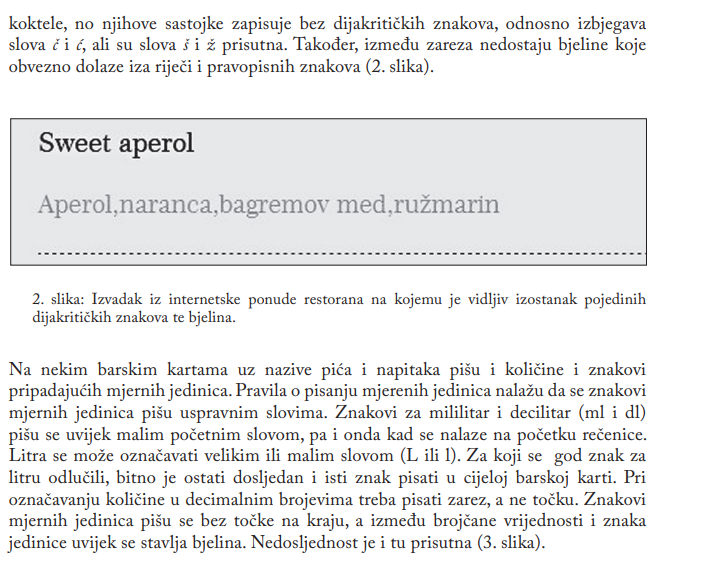 koktele, no njihove sastojke zapisuje bez dijakritičkih znakova, odnosno izbjegava
slova č i ć, ali su slova š i ž prisutna. Također, između zareza nedostaju bjeline koje
obvezno dolaze iza riječi i pravopisnih znakova (2. slika).
Sweet aperol
Aperol,naranca,bagremov med,ružmarin
2. slika: Izvadak iz internetske ponude restorana na kojemu je vidljiv izostanak pojedinih
dijakritičkih znakova te bjelina.
Na nekim barskim kartama uz nazive pića i napitaka pišu i količine i znakovi
pripadajućih mjernih jedinica. Pravila o pisanju mjerenih jedinica nalažu da se znakovi
mjernih jedinica pišu uspravnim slovima. Znakovi za mililitar i decilitar (ml i dl)
pišu se uvijek malim početnim slovom, pa i onda kad se nalaze na početku rečenice.
Litra se može označavati velikim ili malim slovom (L ili l). Za koji se god znak za
litru odlučili, bitno je ostati dosljedan i isti znak pisati u cijeloj barskoj karti. Pri
označavanju količine u decimalnim brojevima treba pisati zarez, a ne točku. Znakovi
mjernih jedinica pišu se bez točke na kraju, a između brojčane vrijednosti i znaka
jedinice uvijek se stavlja bjelina. Nedosljednost je i tu prisutna (3. slika).